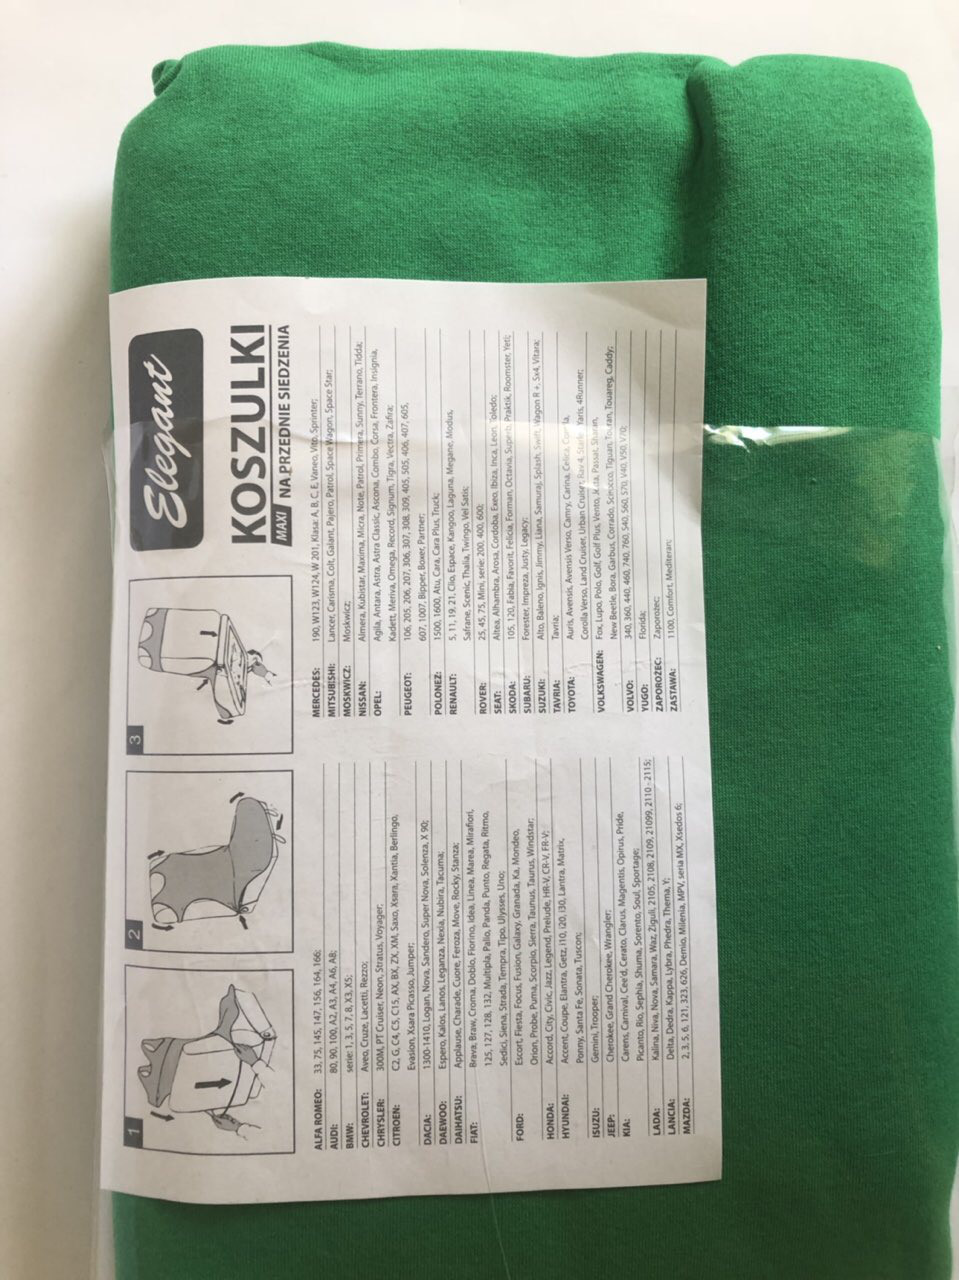 1
2
3
Elegant
KOSZULKI
MAXI NA PRZEDNIE SIEDZENIA
ALFA ROMEO: 33, 75, 145, 147, 156, 164, 166;
AUDI: 80, 90, 100, A2, A3, A4, A6, A8;
BMW: serie: 1, 3, 5, 7, 8, X3, X5;
CHEVROLET: Aveo, Cruze, Lacetti, Rezzo;
CHRYSLER: 300M, PT Cruiser, Neon, Stratus, Voyager;
CITROEN: C2, G, C4, C5, C15, AX, BX, ZX, XM, Saxo, Xsera, Xantia, Berlingo,
Evasion, Xsara Picasso, Jumper;
DACIA: 1300-1410, Logan, Nova, Sandero, Super Nova, Solenza, X 90;
DAEWOO: Espero, Kalos, Lanos, Leganza, Nexia, Nubira, Tacuma;
DAIHATSU: Applause, Charade, Cuore, Feroza, Move, Rocky, Stanza;
FIAT: Brava, Braw, Croma, Doblo, Fiorino, Idea, Linea, Marea, Mirafiori,
125, 127, 128, 132, Multipla, Palio, Panda, Punto, Regata, Ritmo,
Sedici, Siena, Strada, Tempra, Tipo, Ulysses, Uno;
FORD: Escort, Fiesta, Focus, Fusion, Galaxy, Granada, Ka, Mondeo,
Orion, Probe, Puma, Scorpio, Sierra, Taunus, Taurus, Windstar;
HONDA: Accord, City, Civic, Jazz, Legend, Prelude, HR-V, CR-V, FR-V;
HYUNDAI: Accent, Coupe, Elantra, Getz, i10, i20, i30, Lantra, Matrix,
Ponny, Santa Fe, Sonata, Tuscon;
ISUZU: Gemini, Trooper;
JEEP: Cherokee, Grand Cherokee, Wrangler;
KIA: Carens, Carnival, Cee'd, Cerato, Clarus, Magentis, Opirus, Pride,
Picanto, Rio, Sephia, Shuma, Sorento, Soul, Sportage;
LADA: Kalina, Niva, Nova, Samara, Waz, Ziguli, 2105, 2108, 2109, 21099, 2110 - 2115;
LANCIA: Delta, Dedra, Kappa, Lybra, Phedra, Thema, Y;
MAZDA: 2, 3, 5, 6, 121, 323, 626, Demio, Milenia, MPV, seria MX, Xsedos 6;
MERCEDES: 190, W123, W124, W 201, Klasa: A, B, C, E, Vaneo, Vito, Sprinter;
MITSUBISHI: Lancer, Carisma, Colt, Galant, Pajero, Patrol, Space Wagon, Space Star;
MOSKWICZ: Moskwicz;
NISSAN: Almera, Kubistar, Maxima, Micra, Note, Patrol, Primera, Sunny, Terrano, Tidda;
OPEL: Agila, Antara, Astra, Astra Classic, Ascona, Combo, Corsa, Frontera, Insignia,
Kadett, Meriva, Omega, Record, Signum, Tigra, Vectra, Zafira;
PEUGEOT: 106, 205, 206, 207, 306, 307, 308, 309, 405, 505, 406, 407, 605,
607, 1007, Bipper, Boxer, Partner;
POLONEZ: 1500, 1600, Atu, Cara, Cara Plus, Truck;
RENAULT: 5, 11, 19, 21, Clio, Espace, Kangoo, Laguna, Megane, Modus,
Safrane, Scenic, Thalia, Twingo, Vel Satis;
ROVER: 25, 45, 75, Mini, serie: 200, 400, 600;
SEAT: Altea, Alhambra, Arosa, Cordoba, Exeo, Ibiza, Inca, Leon, Toledo;
SKODA: 105, 120, Fabia, Favorit, Felicia, Forman, Octavia, Superb, Praktik, Roomster, Yeti;
SUBARU: Forester, Impreza, Justy, Legacy;
SUZUKI: Alto, Baleno, Ignis, Jimmy, Liana, Samuraj, Splash, Swift, Wagon R +, Sx4, Vitara;
TAVRIA: Tavria;
TOYOTA: Auris, Avensis, Avensis Verso, Camry, Carina, Celica,
Corolla Verso, Land Cruiser, Urban Cruiser, Rav 4, Yaris, 4Runner;
VOLKSWAGEN: Fox, Lupo, Polo, Golf, Golf Plus, Vento, Jetta, Passat, Sharan,
New Beetle, Bora, Garbus, Corrado, Scirocco, Tiguan, Touran, Touareg, Caddy;
VOLVO: 340, 360, 440, 460, 740, 760, S40, S60, S70, V40, V50, V70;
YUGO: Florida;
ZAPOROŻEC: Zaporożec;
ZASTAWA: 1100, Comfort, Mediteran;